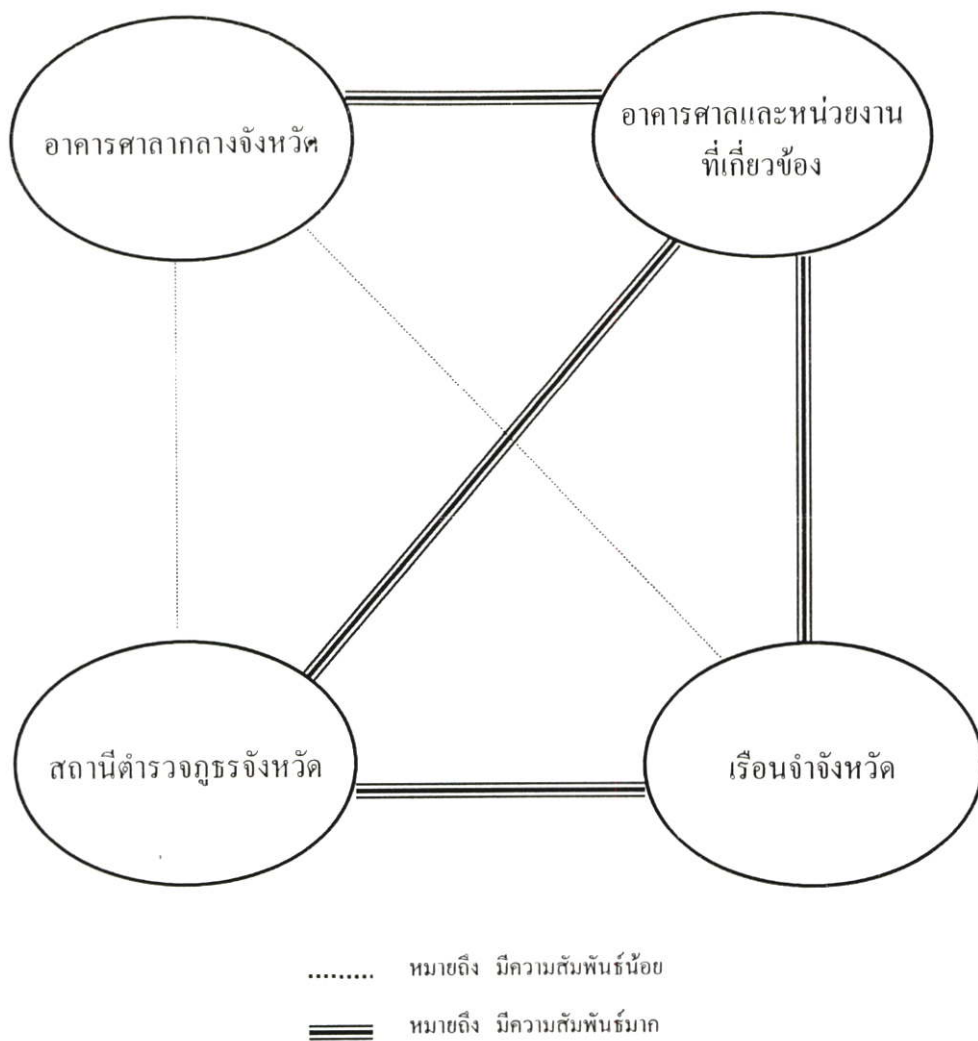 อาคารศาลากลางจังหวัด
อาคารศาลและหน่วยงาน
ที่เกี่ยวข้อง
สถานีตำรวจภูธรจังหวัด
เรือนจำจังหวัด
หมายถึง มีความสัมพันธ์น้อย
หมายถึง มีความสัมพันธ์มาก